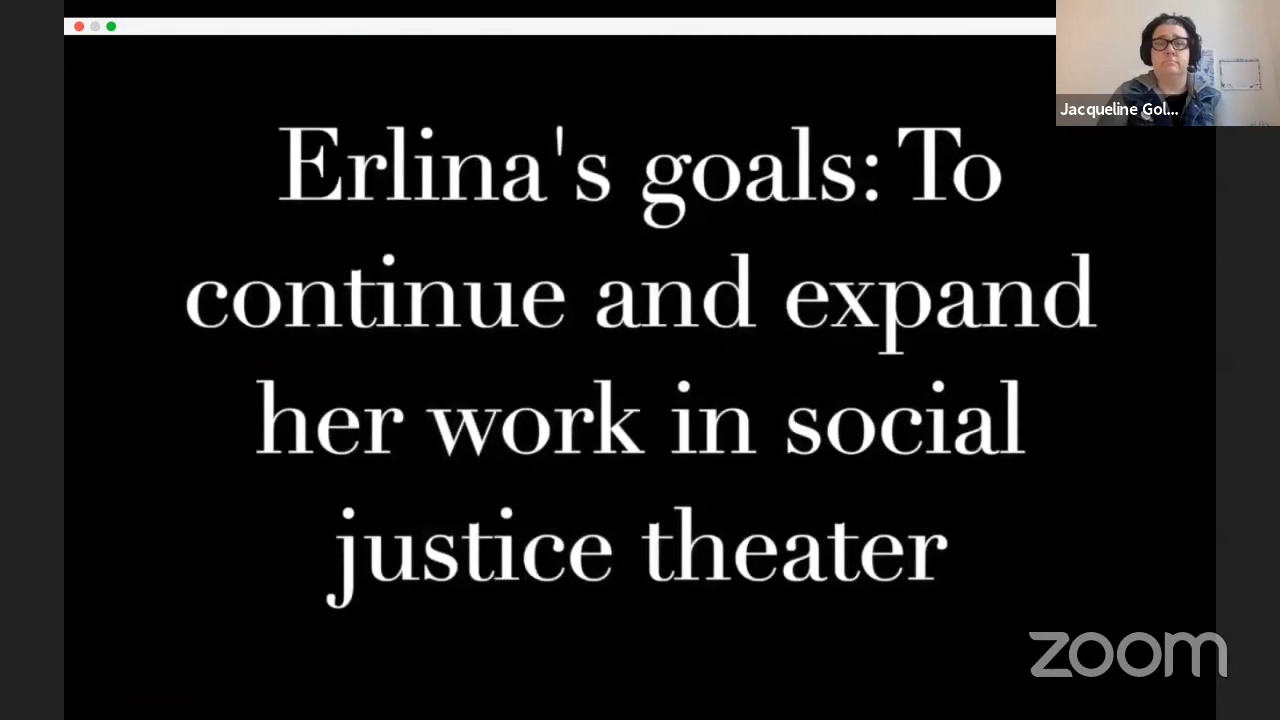 Jacqueline Gol...
Erlina's goals: To
continue and expand
her work in social
justice theater
zoom